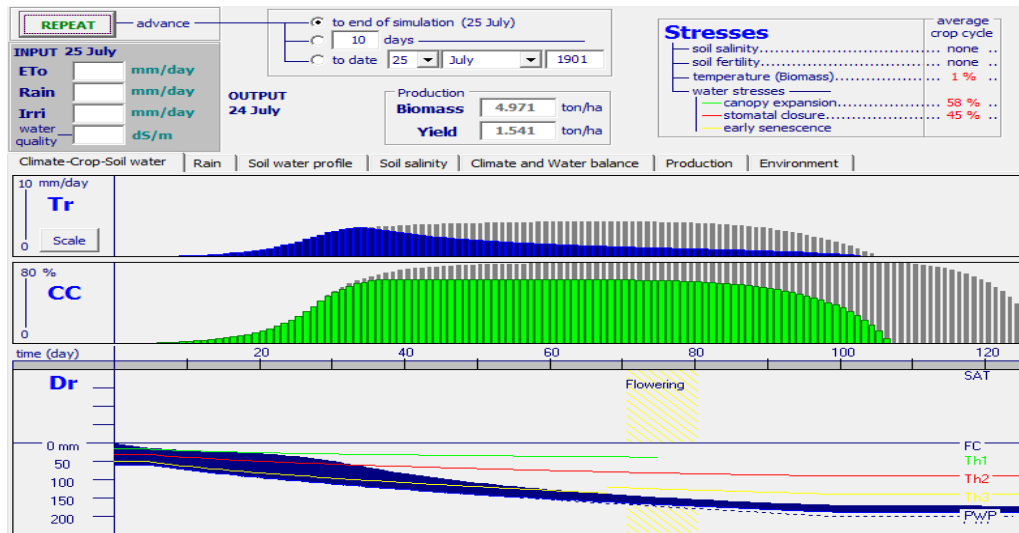 REPEAT advance
to end of simulation (25 July)
10 days
to date 25 July 1901
INPUT 25 July
ETo mm/day
Rain mm/day
Irri mm/day
water quality dS/m
OUTPUT
24 July
Production
Biomass 4.971 ton/ha
Yield 1.541 ton/ha
Stresses
average
crop cycle
soil salinity.......................... none ..
soil fertility.......................... none ..
temperature (Biomass)............... 1 % ..
water stresses
canopy expansion.................... 58 % ..
stomatal closure..................... 45 % ..
early senescence
Climate-Crop-Soil water Rain Soil water profile Soil salinity Climate and Water balance Production Environment
10 mm/day
Tr
0 Scale
80 %
CC
0
time (day) 20 40 60 80 100 120
Dr
Flowering
SAT
0 mm FC
50 Th1
100 Th2
150 Th3
200 PWP